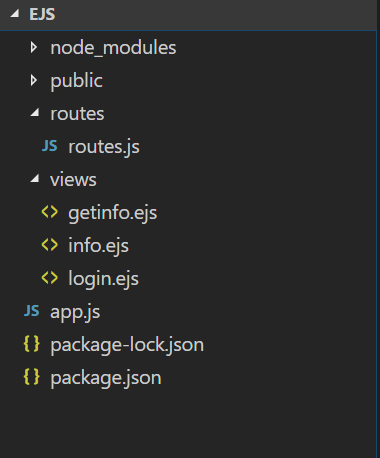 EJS
node_modules
public
routes
JS routes.js
views
<> getinfo.ejs
<> info.ejs
<> login.ejs
JS app.js
{} package-lock.json
{} package.json